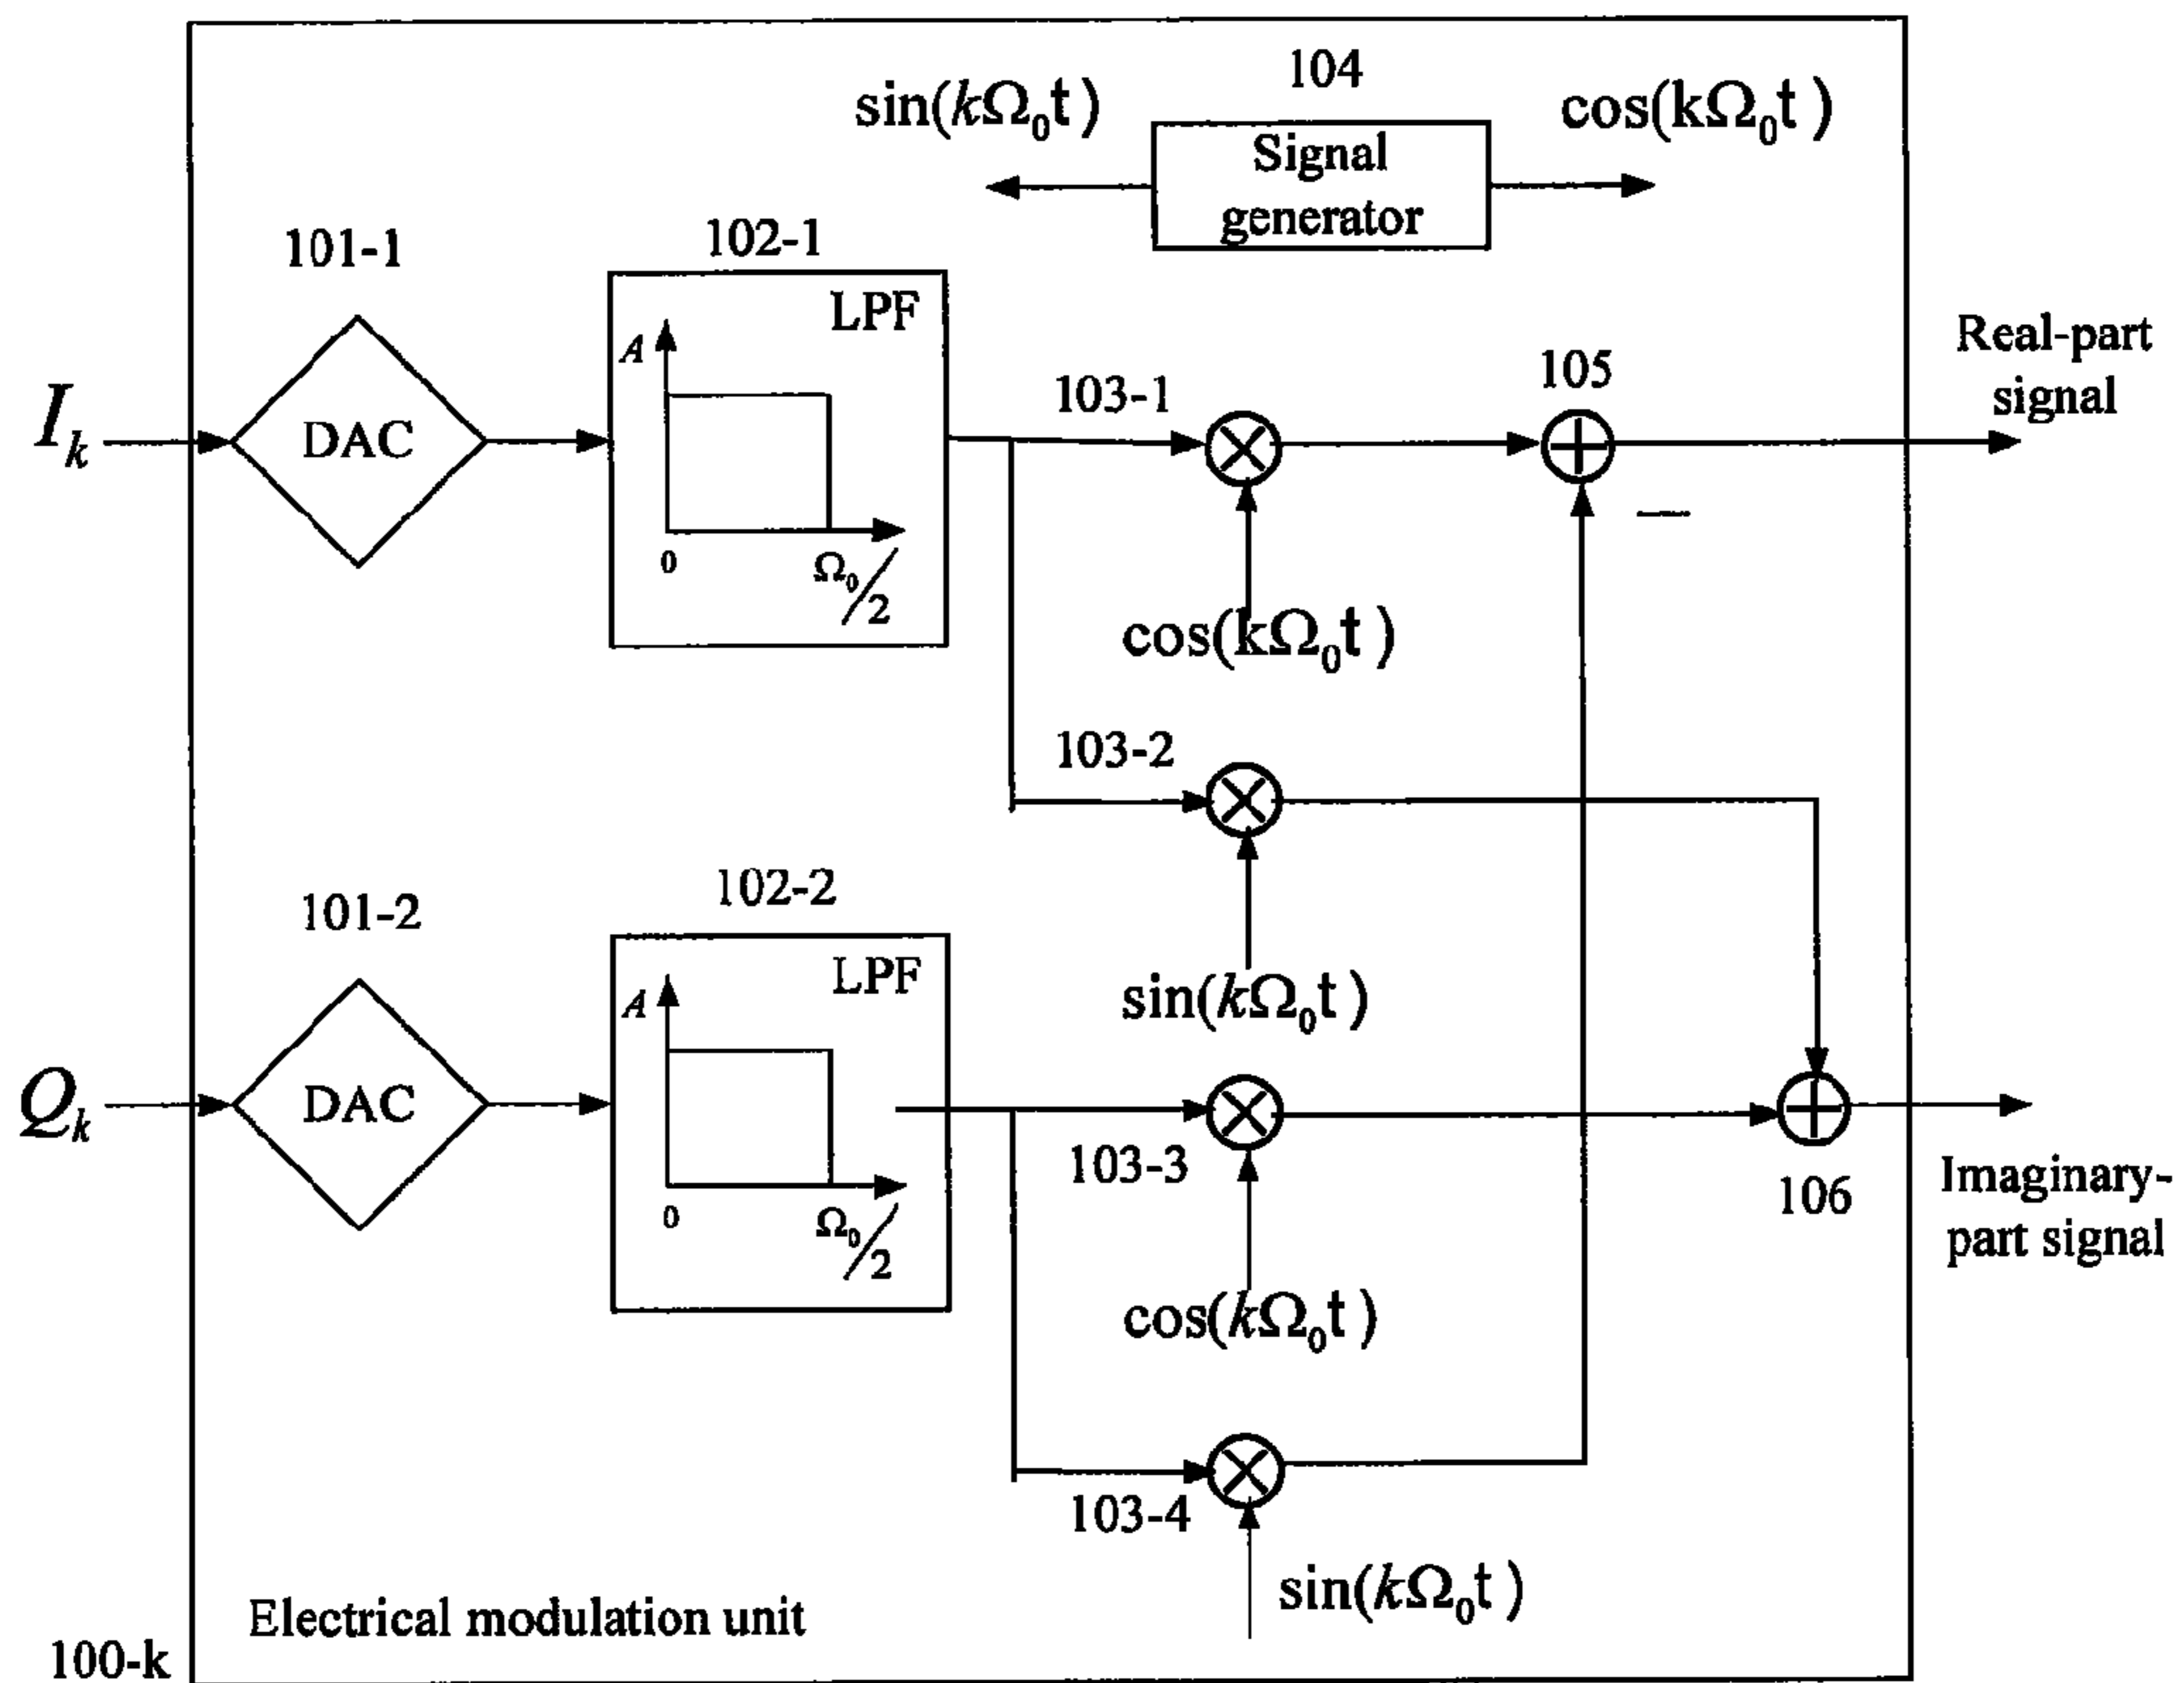 104
sin(kΩ₀t)
cos(kΩ₀t)
Signal
generator
101-1
102-1
LPF
A
0
Ω₀/2
I_k
DAC
103-1
cos(kΩ₀t)
105
—
Real-part
signal
103-2
sin(kΩ₀t)
101-2
102-2
LPF
A
0
Ω₀/2
Q_k
DAC
103-3
cos(kΩ₀t)
106
Imaginary-
part signal
103-4
sin(kΩ₀t)
Electrical modulation unit
100-k